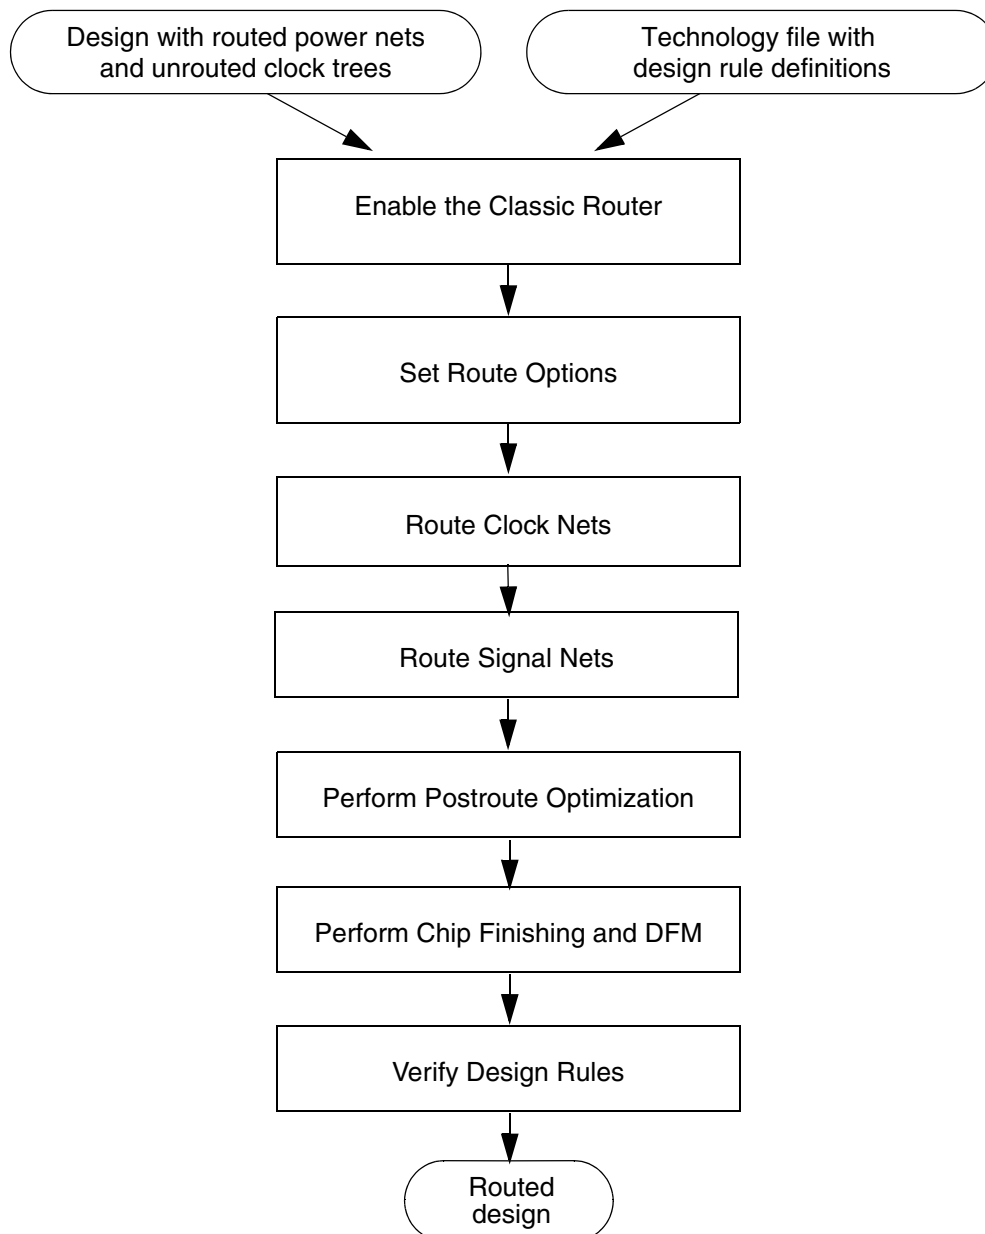 Design with routed power nets
and unrouted clock trees
Technology file with
design rule definitions
Enable the Classic Router
Set Route Options
Route Clock Nets
Route Signal Nets
Perform Postroute Optimization
Perform Chip Finishing and DFM
Verify Design Rules
Routed
design